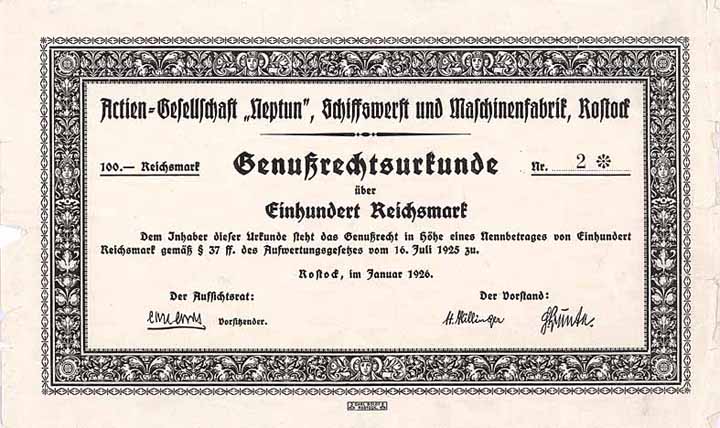 Actien-Gesellschaft „Neptun", Schiffswerft und Maschinenfabrik, Rostock
100.— Reichsmark Genußrechtsurkunde Nr. 2 ※
über
Einhundert Reichsmark
Dem Inhaber dieser Urkunde steht das Genußrecht in Höhe eines Nennbetrages von Einhundert
Reichsmark gemäß § 37 ff. des Aufwertungsgesetzes vom 16. Juli 1925 zu.
Rostock, im Januar 1926.
Der Aufsichtsrat: Der Vorstand:
Vorsitzender.